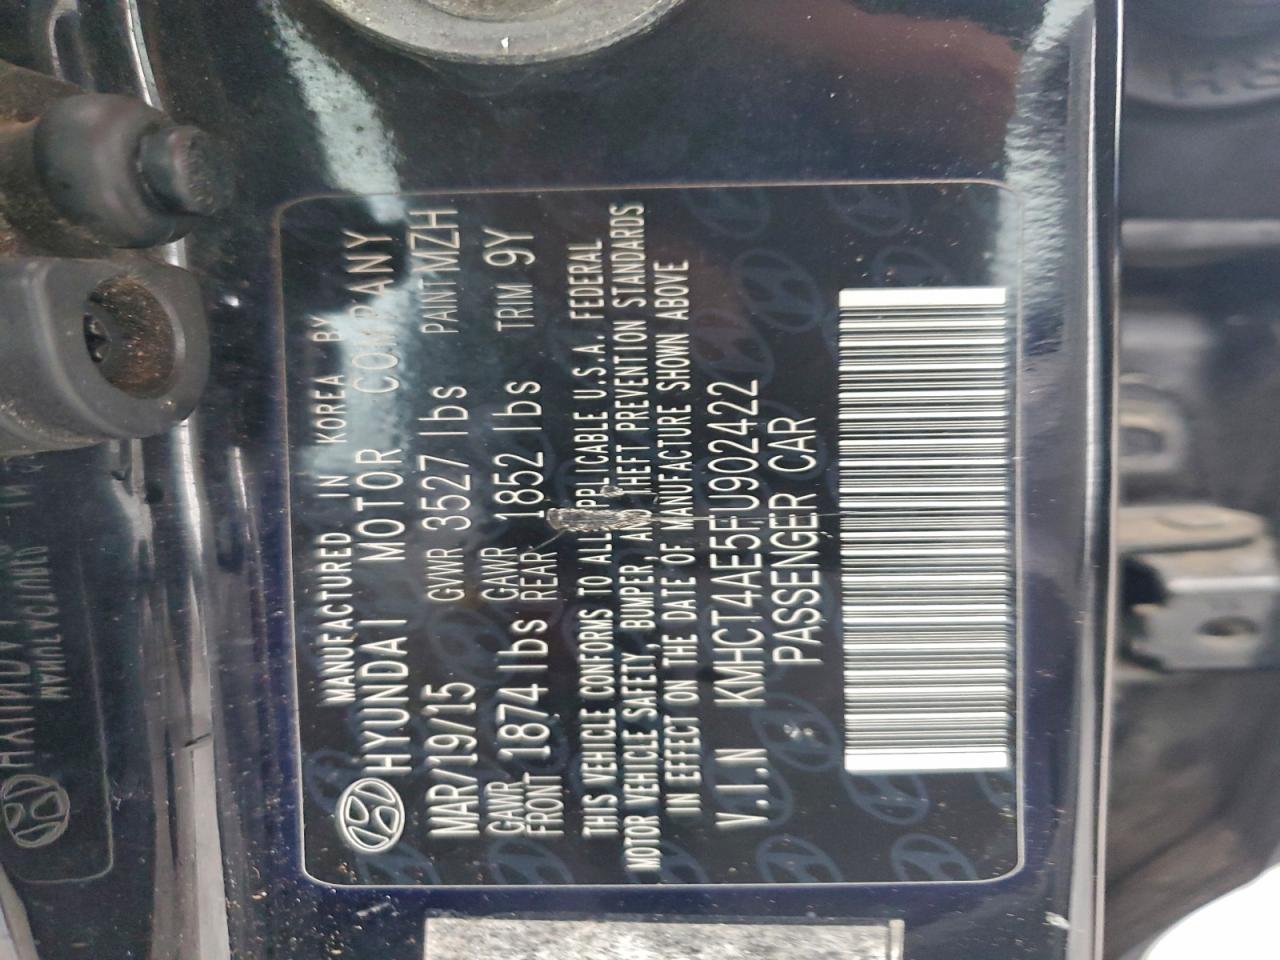 MANUFACTURED IN KOREA BY
HYUNDAI MOTOR COMPANY
MAR/19/15 GVWR 3527 lbs PAINT MZH
GAWR FRONT 1874 lbs GAWR REAR 1852 lbs TRIM 9Y
THIS VEHICLE CONFORMS TO ALL APPLICABLE U.S.A. FEDERAL
MOTOR VEHICLE SAFETY, BUMPER, AND THEFT PREVENTION STANDARDS
IN EFFECT ON THE DATE OF MANUFACTURE SHOWN ABOVE
V.I.N KMHCT4AE5FU902422
PASSENGER CAR